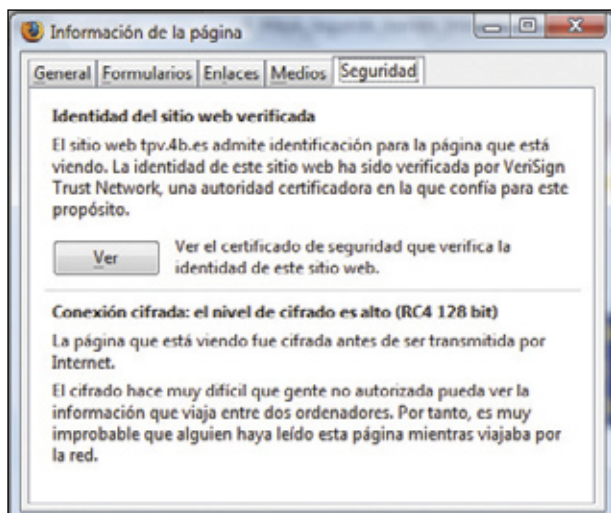 Información de la página
General Formularios Enlaces Medios Seguridad
Identidad del sitio web verificada
El sitio web tpv.4b.es admite identificación para la página que está
viendo. La identidad de este sitio web ha sido verificada por VeriSign
Trust Network, una autoridad certificadora en la que confía para este
propósito.
Ver
Ver el certificado de seguridad que verifica la
identidad de este sitio web.
Conexión cifrada: el nivel de cifrado es alto (RC4 128 bit)
La página que está viendo fue cifrada antes de ser transmitida por
Internet.
El cifrado hace muy difícil que gente no autorizada pueda ver la
información que viaja entre dos ordenadores. Por tanto, es muy
improbable que alguien haya leído esta página mientras viajaba por
la red.